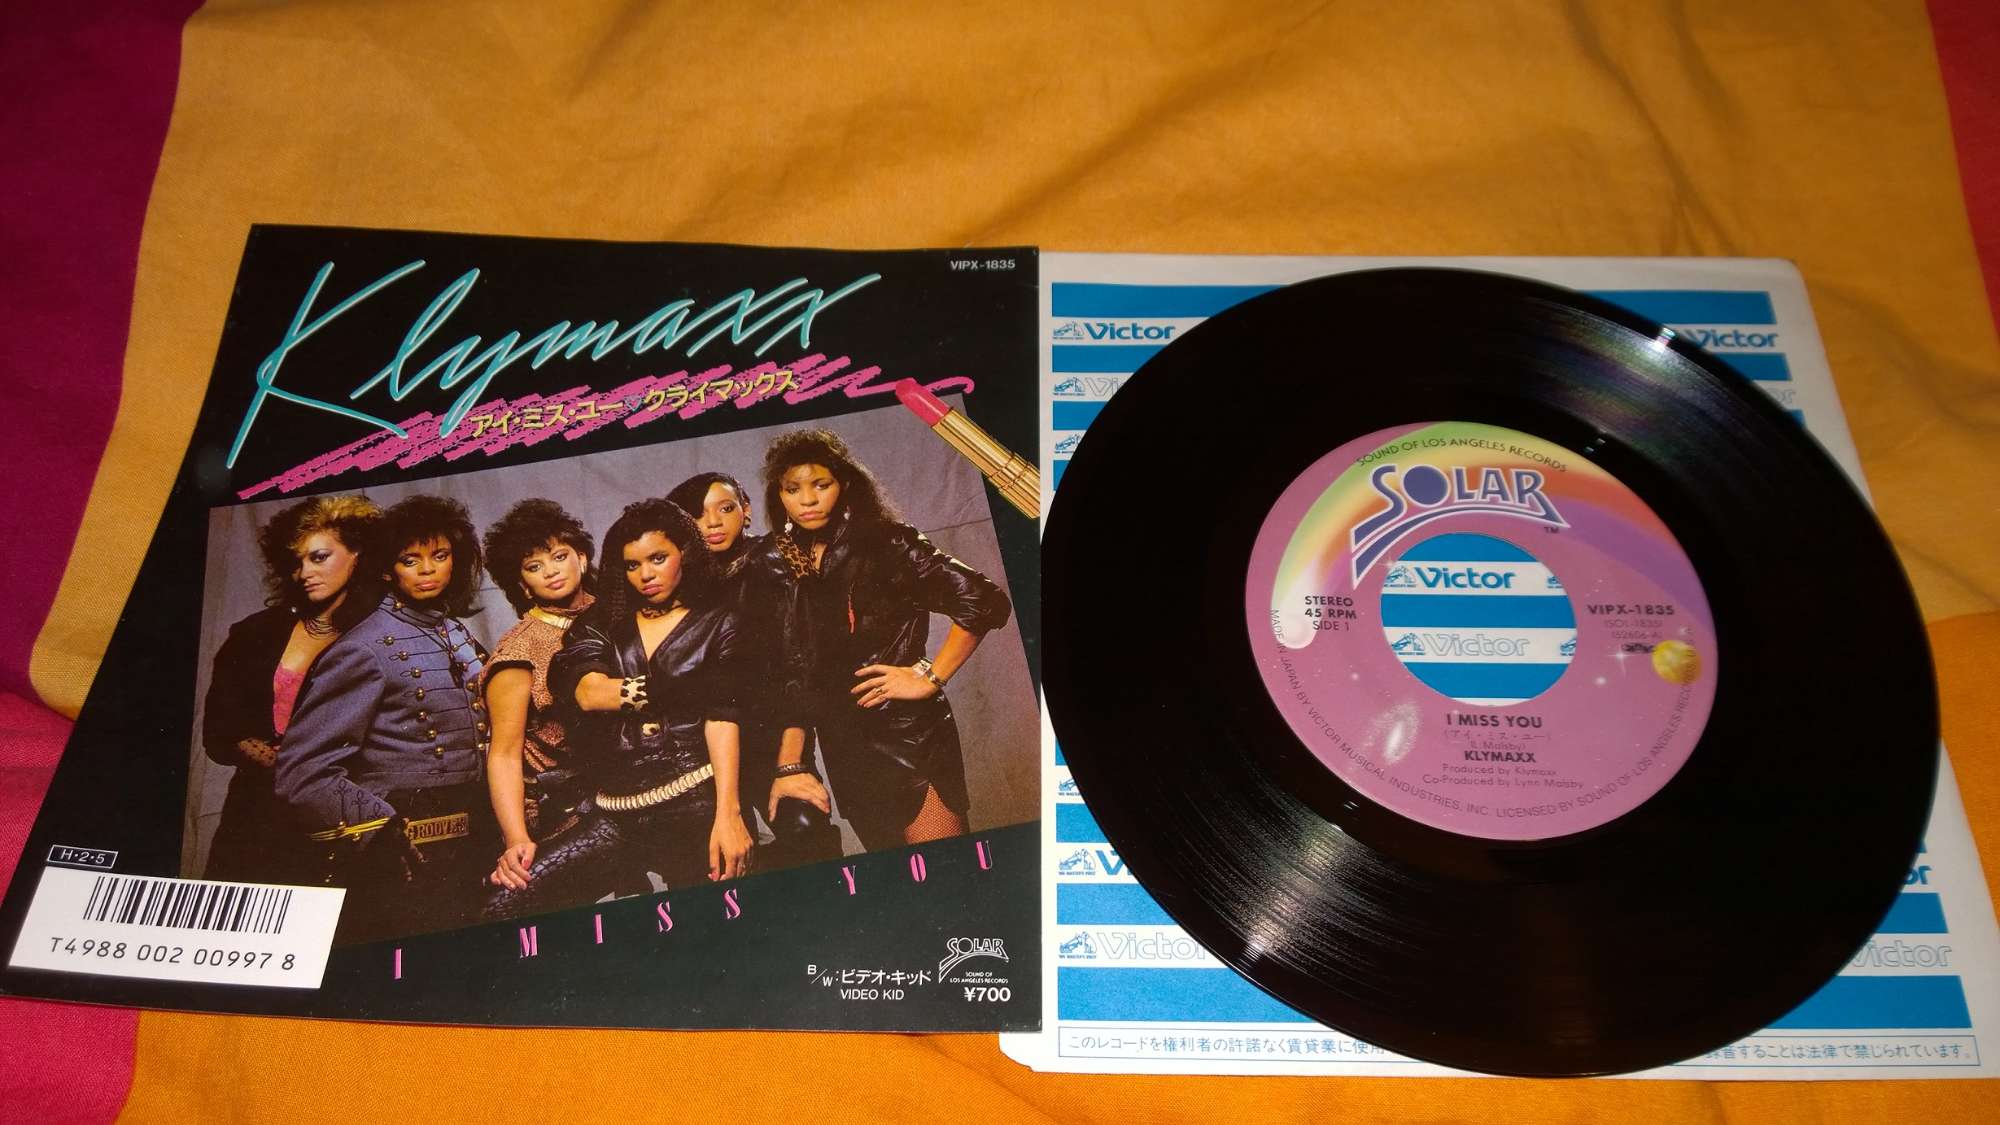 VIPX-1835
Klymaxx
アイ・ミス・ユー♡クライマックス
GROOVE
I MISS YOU
H・2・5
T4988 002 00997 8
B/W:ビデオ・キッド
VIDEO KID
SOLAR
SOUND OF
LOS ANGELES RECORDS
¥700
Victor
Victor
Victor
Victor
SOUND OF LOS ANGELES RECORDS
SOLAR
TM
Victor
STEREO
45 RPM
SIDE 1
VIPX-1835
(SOL-1835)
(52606-A)
Victor
I MISS YOU
(アイ・ミス・ユー)
(L.Malsby)
KLYMAXX
Produced by Klymaxx
Co-Produced by Lynn Malsby
MADE IN JAPAN BY VICTOR MUSICAL INDUSTRIES, INC. LICENSED BY SOUND OF LOS ANGELES RECORDS
Victor
Victor
このレコードを権利者の許諾なく賃貸業に使用
録音することは法律で禁じられています。